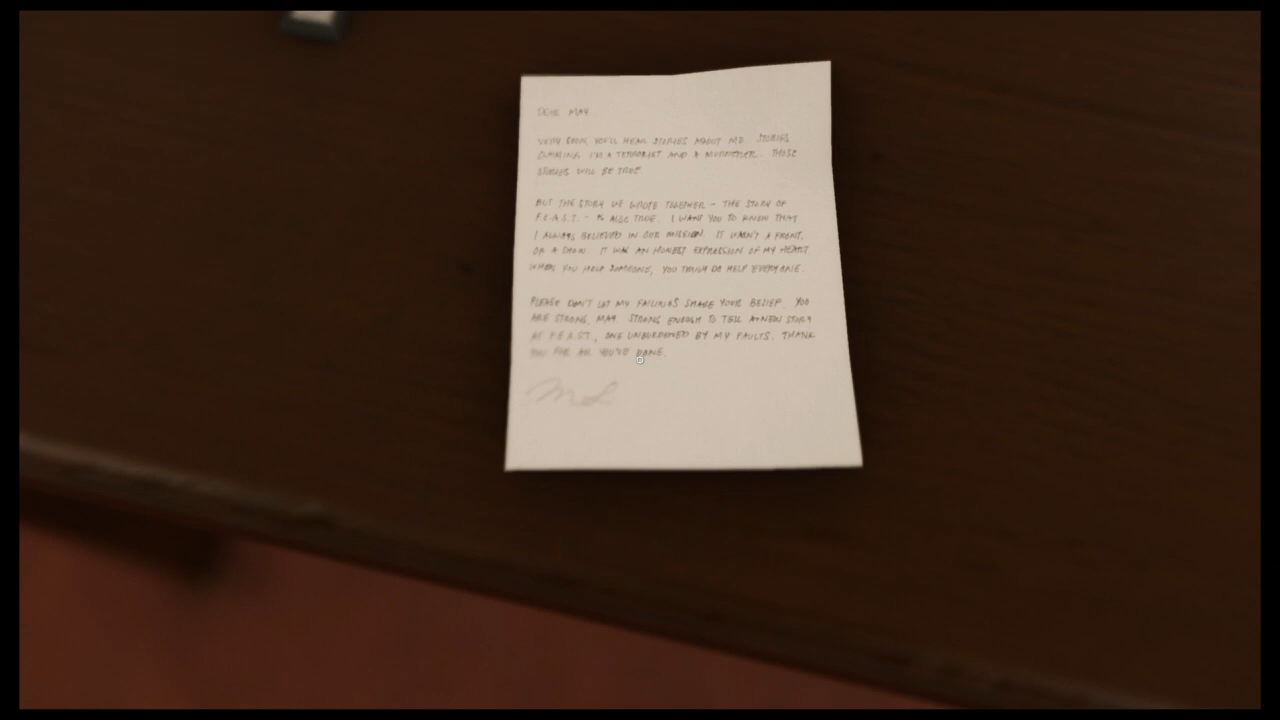 DEAR MAY
VERY SOON, YOU'LL HEAR STORIES ABOUT ME. STORIES
CLAIMING I'M A TERRORIST AND A MURDERER. THOSE
STORIES WILL BE TRUE.
BUT THE STORY WE WROTE TOGETHER - THE STORY OF
F.E.A.S.T. - IS ALSO TRUE. I WANT YOU TO KNOW THAT
I ALWAYS BELIEVED IN OUR MISSION. IT WASN'T A FRONT,
OR A SHOW. IT WAS AN HONEST EXPRESSION OF MY HEART
WHEN YOU HELP SOMEONE, YOU TRULY DO HELP EVERYONE.
PLEASE DON'T LET MY FAILINGS SHAKE YOUR BELIEF. YOU
ARE STRONG, MAY. STRONG ENOUGH TO TELL A NEW STORY
AT F.E.A.S.T., ONE UNBURDENED BY MY FAULTS. THANK
YOU FOR ALL YOU'VE DONE.